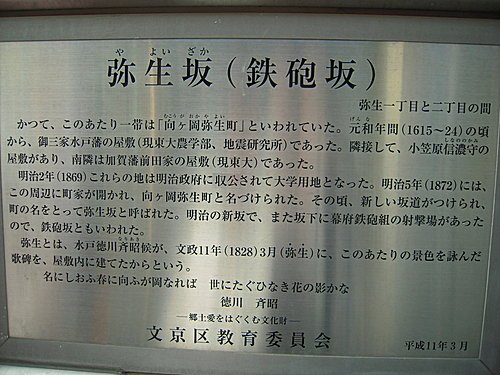 や よい ざか
弥生坂(鉄砲坂)
弥生一丁目と二丁目の間
むこうがおかやよい
げんな
かつて、このあたり一帯は「向ヶ岡弥生町」といわれていた。元和年間(1615~24)の頃
から、御三家水戸藩の屋敷(現東大農学部、地震研究所)であった。隣接して、小笠原信濃守の
屋敷があり、南隣は加賀藩前田家の屋敷(現東大)であった。
明治2年(1869)これらの地は明治政府に収公されて大学用地となった。明治5年(1872)には、
この周辺に町家が開かれ、向ヶ岡弥生町と名づけられた。その頃、新しい坂道がつけられ、
町の名をとって弥生坂と呼ばれた。明治の新坂で、また坂下に幕府鉄砲組の射撃場があった
ので、鉄砲坂ともいわれた。
弥生とは、水戸徳川斉昭候が、文政11年(1828)3月(弥生)に、このあたりの景色を詠んだ
歌碑を、屋敷内に建てたからという。
名にしおふ春に向ふが岡なれば 世にたぐひなき花の影かな
徳川 斉昭
―郷土愛をはぐくむ文化財―
文京区教育委員会
平成11年3月